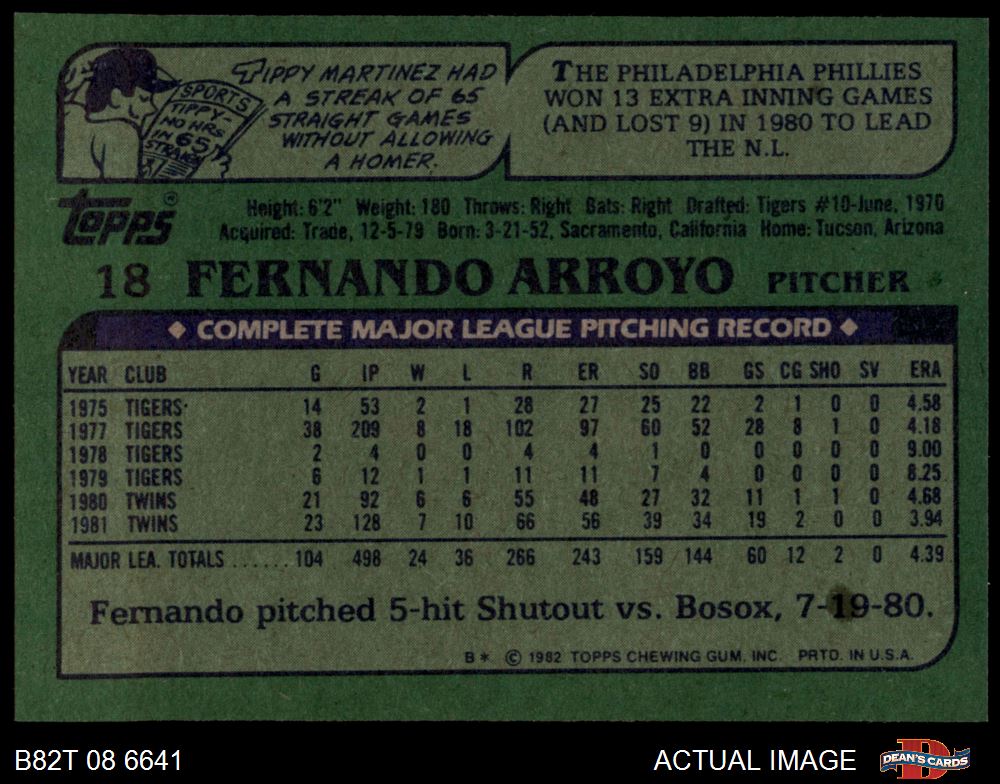 TIPPY MARTINEZ HAD
A STREAK OF 65
STRAIGHT GAMES
WITHOUT ALLOWING
A HOMER.
SPORTS
TIPPY-
NO HRS
IN 65
STRAIGHT
THE PHILADELPHIA PHILLIES
WON 13 EXTRA INNING GAMES
(AND LOST 9) IN 1980 TO LEAD
THE N.L.
TOPPS®
Height: 6'2" Weight: 180 Throws: Right Bats: Right Drafted: Tigers #10-June, 1970
Acquired: Trade, 12-5-79 Born: 3-21-52, Sacramento, California Home: Tucson, Arizona
18 FERNANDO ARROYO PITCHER
◆ COMPLETE MAJOR LEAGUE PITCHING RECORD ◆
YEAR CLUB G IP W L R ER SO BB GS CG SHO SV ERA
1975 TIGERS 14 53 2 1 28 27 25 22 2 1 0 0 4.58
1977 TIGERS 38 209 8 18 102 97 60 52 28 8 1 0 4.18
1978 TIGERS 2 4 0 0 4 4 1 0 0 0 0 0 9.00
1979 TIGERS 6 12 1 1 11 11 7 4 0 0 0 0 8.25
1980 TWINS 21 92 6 6 55 48 27 32 11 1 1 0 4.68
1981 TWINS 23 128 7 10 66 56 39 34 19 2 0 0 3.94
MAJOR LEA. TOTALS ......104 498 24 36 266 243 159 144 60 12 2 0 4.39
Fernando pitched 5-hit Shutout vs. Bosox, 7-19-80.
B* © 1982 TOPPS CHEWING GUM, INC. PRTD. IN U.S.A.
B82T 08 6641 ACTUAL IMAGE D DEAN'S CARDS